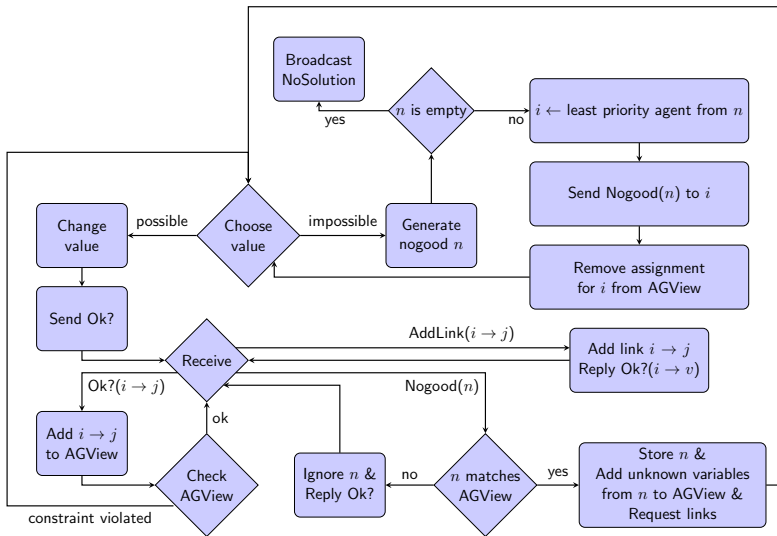 Broadcast
NoSolution
yes
n is empty
no
i ← least priority agent from n
Send Nogood(n) to i
Remove assignment
for i from AGView
Change
value
possible
Choose
value
impossible
Generate
nogood n
Send Ok?
Receive
AddLink(i → j)
Add link i → j
Reply Ok?(i → v)
Ok?(i → j)
Nogood(n)
Add i → j
to AGView
ok
Check
AGView
constraint violated
Ignore n &
Reply Ok?
no
n matches
AGView
yes
Store n &
Add unknown variables
from n to AGView &
Request links